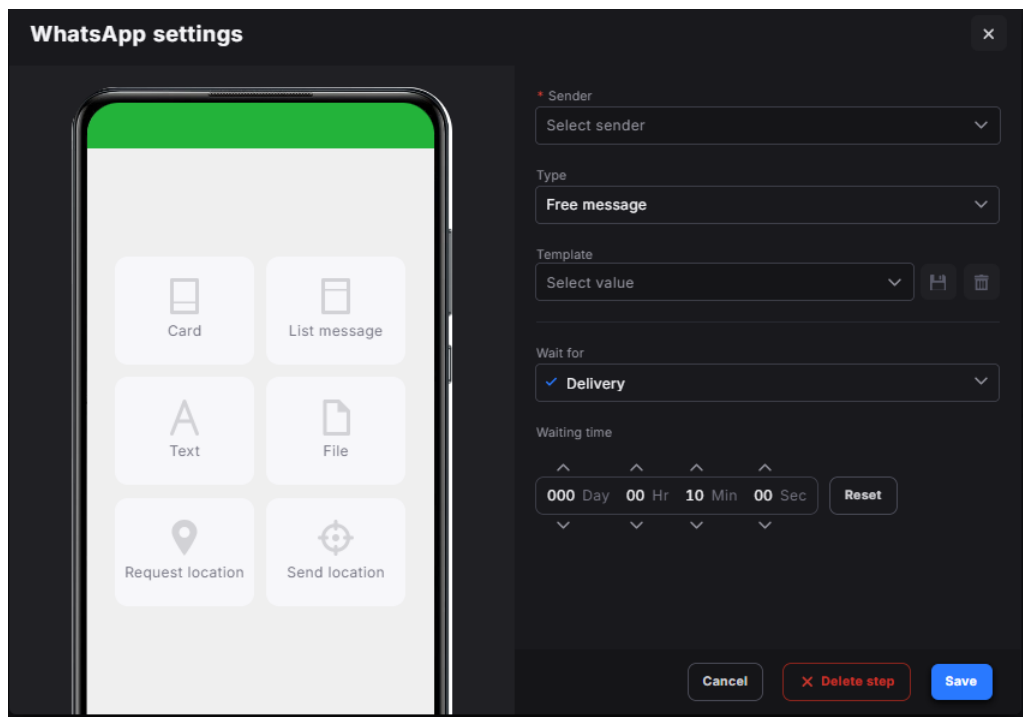 WhatsApp settings
Card
List message
Text
File
Request location
Send location
* Sender
Select sender
Type
Free message
Template
Select value
Wait for
Delivery
Waiting time
000 Day 00 Hr 10 Min 00 Sec
Reset
Cancel
Delete step
Save